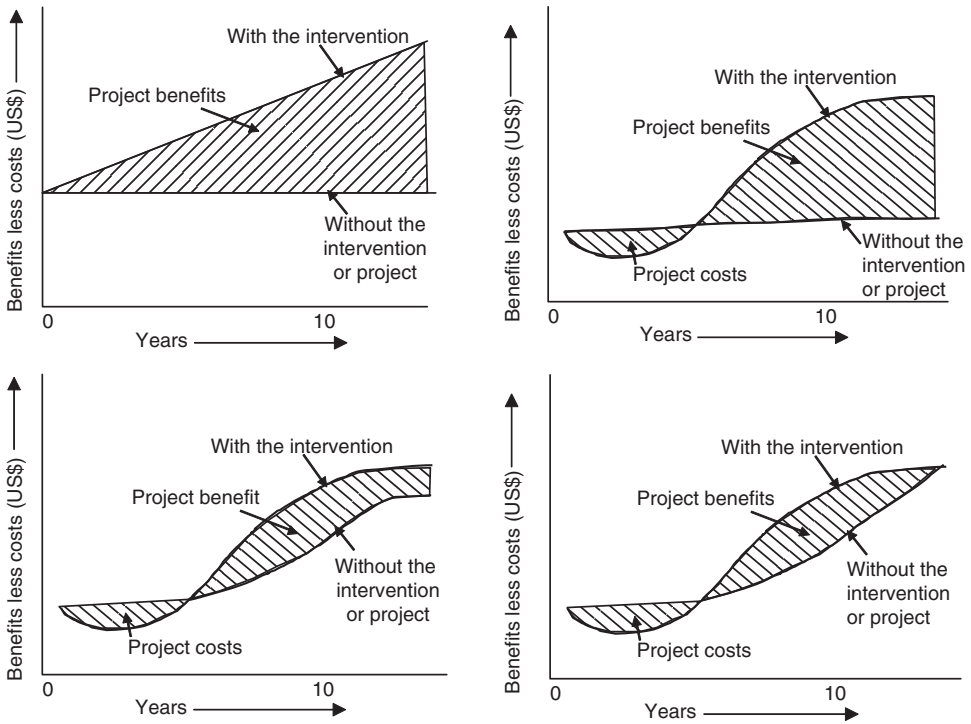 Benefits less costs (US$)
With the intervention
Project benefits
Without the
intervention
or project
0
10
Years
Benefits less costs (US$)
With the intervention
Project benefits
Without the
intervention
or project
Project costs
0
10
Years
Benefits less costs (US$)
With the intervention
Project benefit
Without the
intervention
or project
Project costs
0
10
Years
Benefits less costs (US$)
With the intervention
Project benefits
Without the
intervention
or project
Project costs
0
10
Years